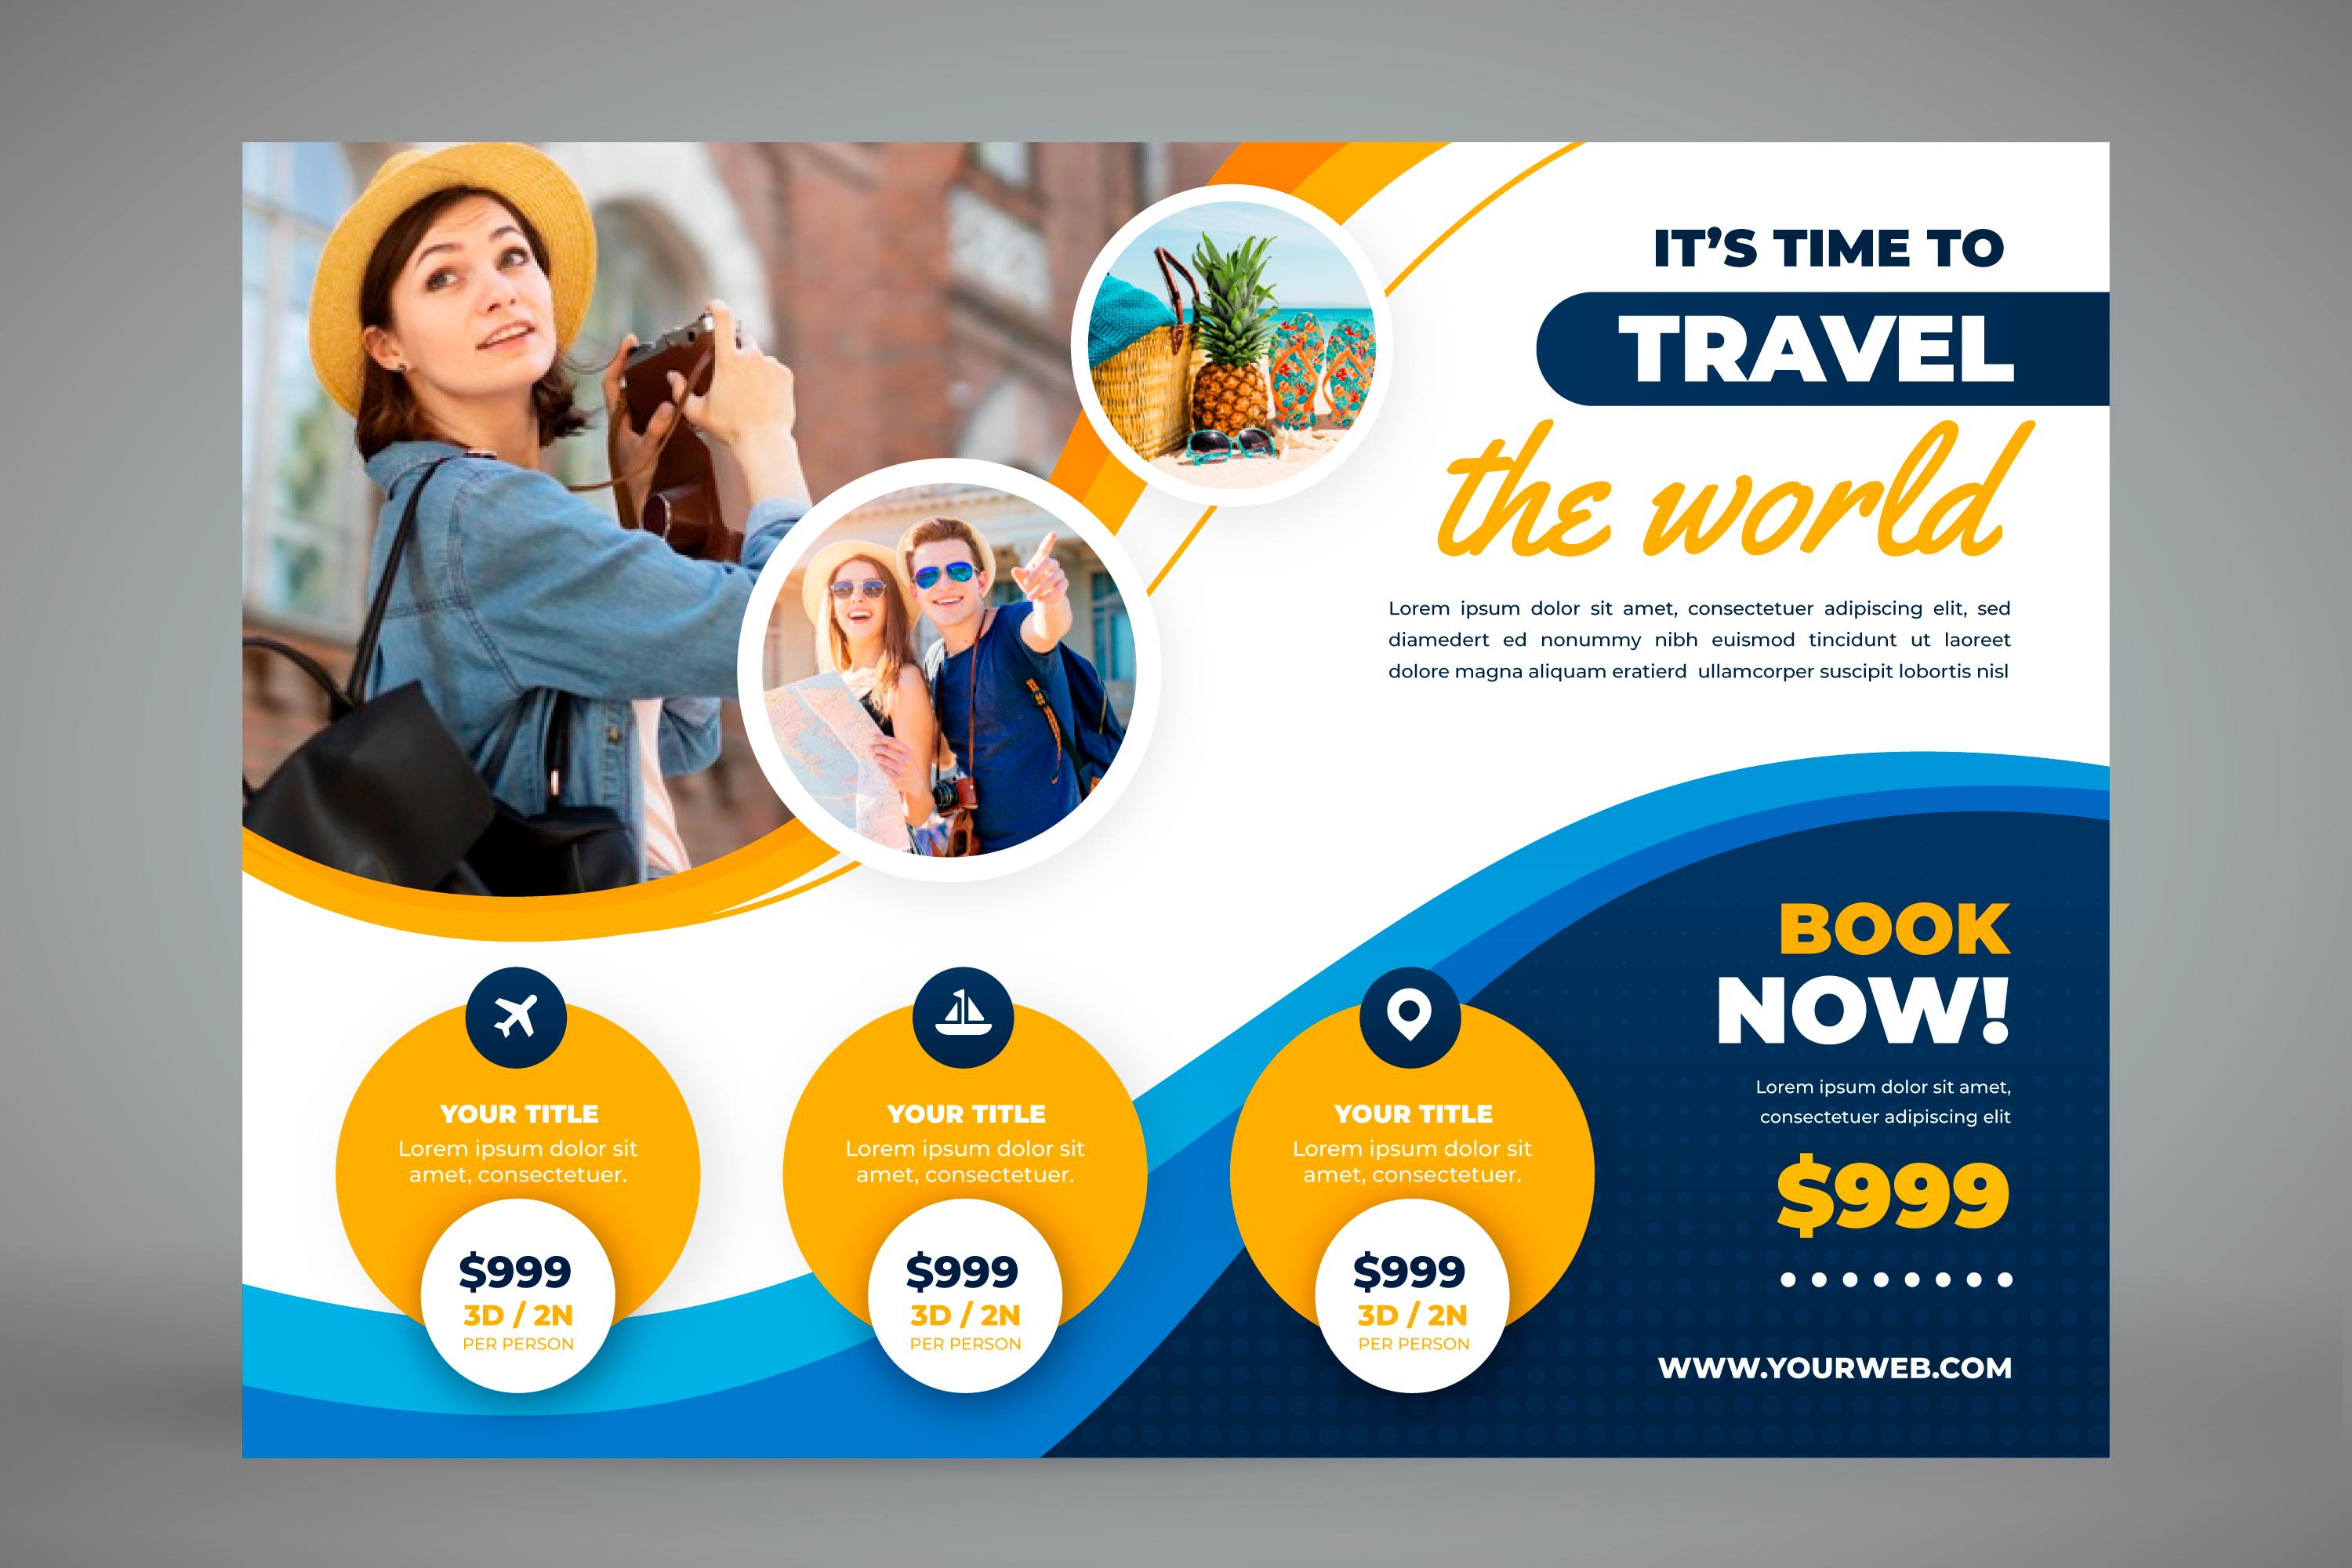 IT'S TIME TO
TRAVEL
the world
Lorem ipsum dolor sit amet, consectetuer adipiscing elit, sed
diamedert ed nonummy nibh euismod tincidunt ut laoreet
dolore magna aliquam eratierd ullamcorper suscipit lobortis nisl
YOUR TITLE
Lorem ipsum dolor sit
amet, consectetuer.
$999
3D / 2N
PER PERSON
YOUR TITLE
Lorem ipsum dolor sit
amet, consectetuer.
$999
3D / 2N
PER PERSON
YOUR TITLE
Lorem ipsum dolor sit
amet, consectetuer.
$999
3D / 2N
PER PERSON
BOOK
NOW!
Lorem ipsum dolor sit amet,
consectetuer adipiscing elit
$999
WWW.YOURWEB.COM